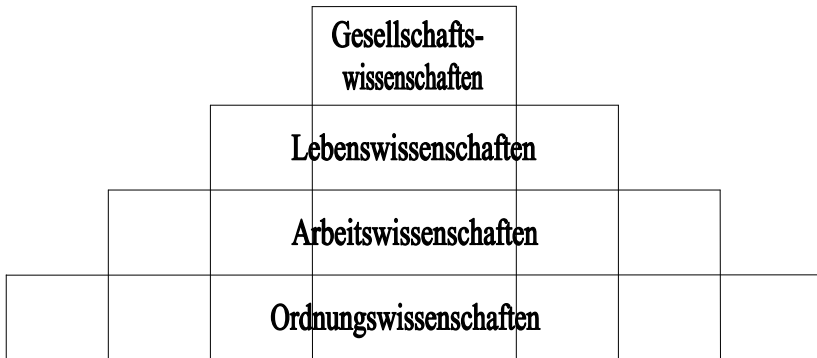 Gesellschafts-
wissenschaften
Lebenswissenschaften
Arbeitswissenschaften
Ordnungswissenschaften